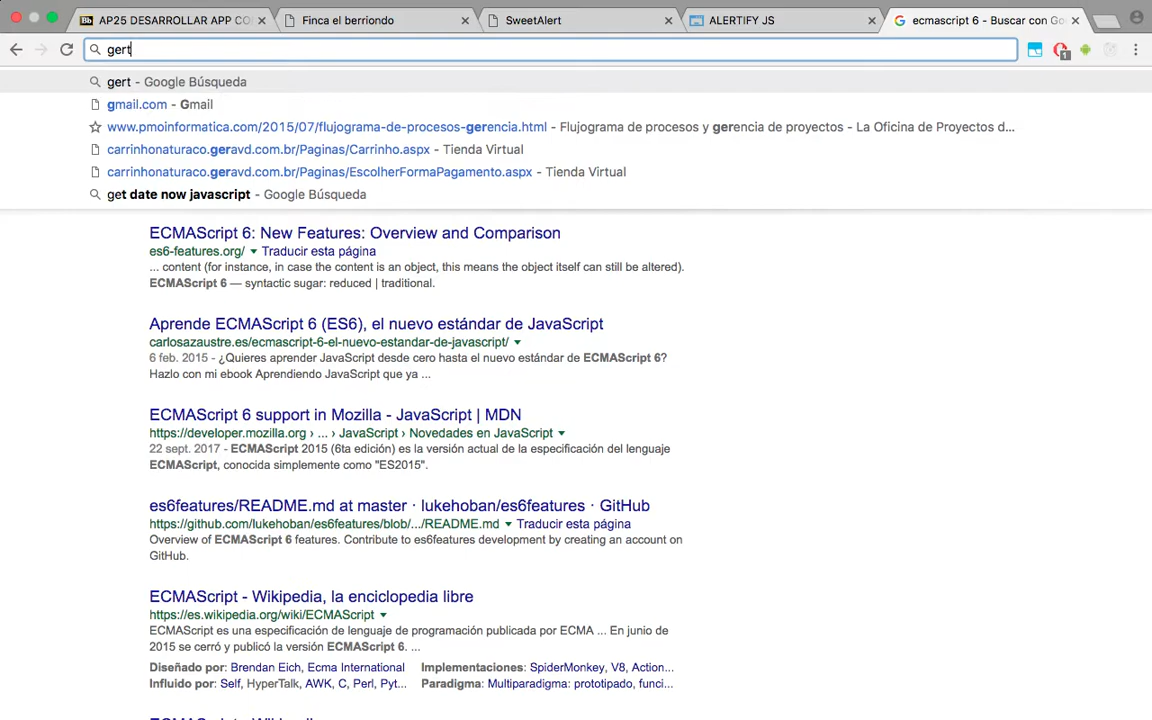 AP25 DESARROLLAR APP CO
Finca el berriondo
SweetAlert
ALERTIFY JS
ecmascript 6 - Buscar con Go
gert
gert - Google Búsqueda
gmail.com - Gmail
www.pmoinformatica.com/2015/07/flujograma-de-procesos-gerencia.html - Flujograma de procesos y gerencia de proyectos - La Oficina de Proyectos d...
carrinhonaturaco.geravd.com.br/Paginas/Carrinho.aspx - Tienda Virtual
carrinhonaturaco.geravd.com.br/Paginas/EscolherFormaPagamento.aspx - Tienda Virtual
get date now javascript - Google Búsqueda
ECMAScript 6: New Features: Overview and Comparison
es6-features.org/ Traducir esta página
... content (for instance, in case the content is an object, this means the object itself can still be altered).
ECMAScript 6 — syntactic sugar: reduced | traditional.
Aprende ECMAScript 6 (ES6), el nuevo estándar de JavaScript
carlosazaustre.es/ecmascript-6-el-nuevo-estandar-de-javascript/
6 feb. 2015 - ¿Quieres aprender JavaScript desde cero hasta el nuevo estándar de ECMAScript 6?
Hazlo con mi ebook Aprendiendo JavaScript que ya ...
ECMAScript 6 support in Mozilla - JavaScript | MDN
https://developer.mozilla.org › ... › JavaScript › Novedades en JavaScript
22 sept. 2017 - ECMAScript 2015 (6ta edición) es la versión actual de la especificación del lenguaje
ECMAScript, conocida simplemente como "ES2015".
es6features/README.md at master · lukehoban/es6features · GitHub
https://github.com/lukehoban/es6features/blob/.../README.md Traducir esta página
Overview of ECMAScript 6 features. Contribute to es6features development by creating an account on
GitHub.
ECMAScript - Wikipedia, la enciclopedia libre
https://es.wikipedia.org/wiki/ECMAScript
ECMAScript es una especificación de lenguaje de programación publicada por ECMA ... En junio de
2015 se cerró y publicó la versión ECMAScript 6. ...
Diseñado por: Brendan Eich, Ecma International Implementaciones: SpiderMonkey, V8, Action...
Influido por: Self, HyperTalk, AWK, C, Perl, Pyt... Paradigma: Multiparadigma: prototipado, funci...